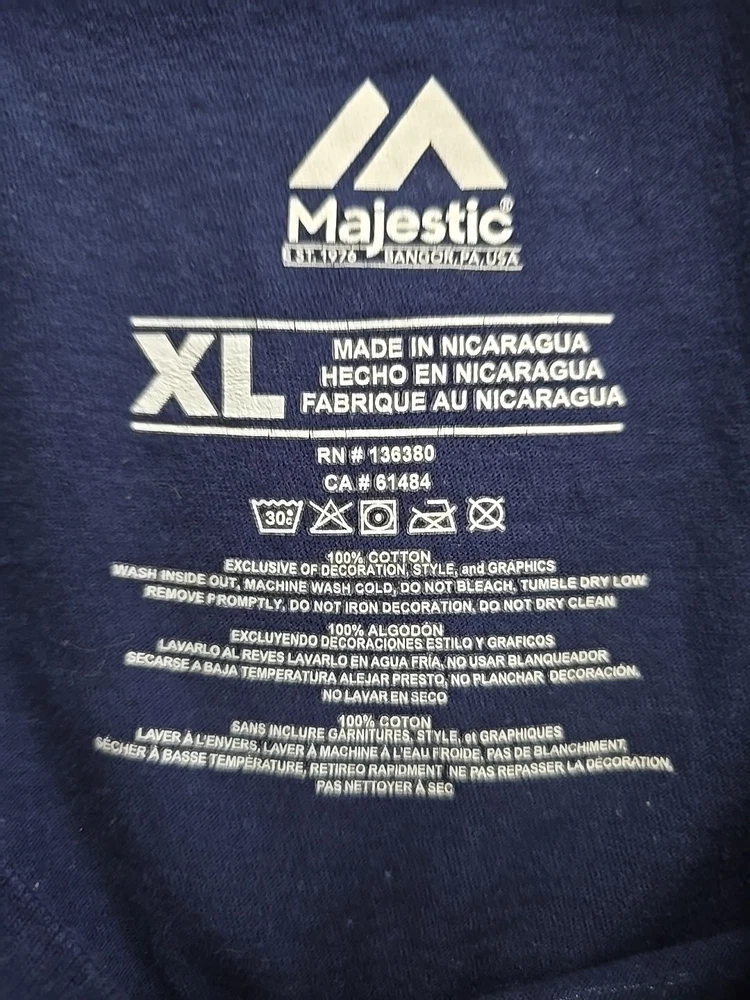 Majestic®
EST. 1976 BANGOR, PA, USA
XL
MADE IN NICARAGUA
HECHO EN NICARAGUA
FABRIQUE AU NICARAGUA
RN # 136380
CA # 61484
30c
100% COTTON
EXCLUSIVE OF DECORATION, STYLE, and GRAPHICS
WASH INSIDE OUT, MACHINE WASH COLD, DO NOT BLEACH, TUMBLE DRY LOW
REMOVE PROMPTLY, DO NOT IRON DECORATION, DO NOT DRY CLEAN
100% ALGODÓN
EXCLUYENDO DECORACIONES ESTILO Y GRAFICOS
LAVARLO AL REVES LAVARLO EN AGUA FRÍA, NO USAR BLANQUEADOR
SECARSE A BAJA TEMPERATURA ALEJAR PRESTO, NO PLANCHAR DECORACIÓN,
NO LAVAR EN SECO
100% COTON
SANS INCLURE GARNITURES, STYLE, et GRAPHIQUES
LAVER À L'ENVERS, LAVER À MACHINE À L'EAU FROIDE, PAS DE BLANCHIMENT,
SÉCHER À BASSE TEMPÉRATURE, RETIREO RAPIDMENT NE PAS REPASSER LA DÉCORATION,
PAS NETTOYER À SEC